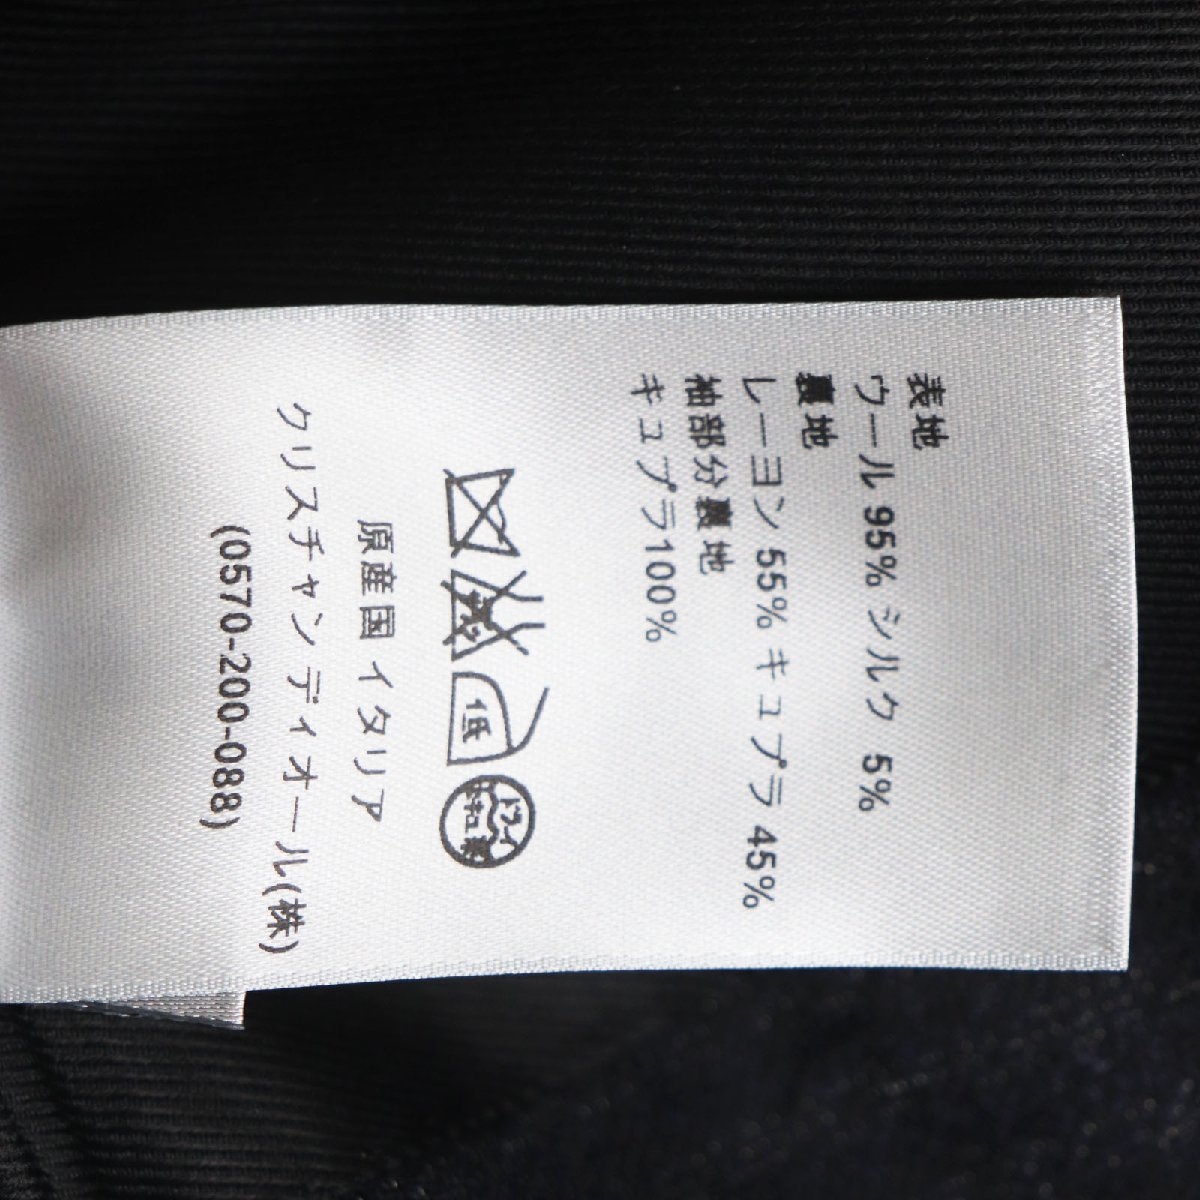 表地
ウール 95% シルク 5%
裏地
レーヨン 55% キュプラ 45%
袖部分裏地
キュプラ100%
低
ドライ
原産国 イタリア
クリスチャン ディオール(株)
(0570-200-088)